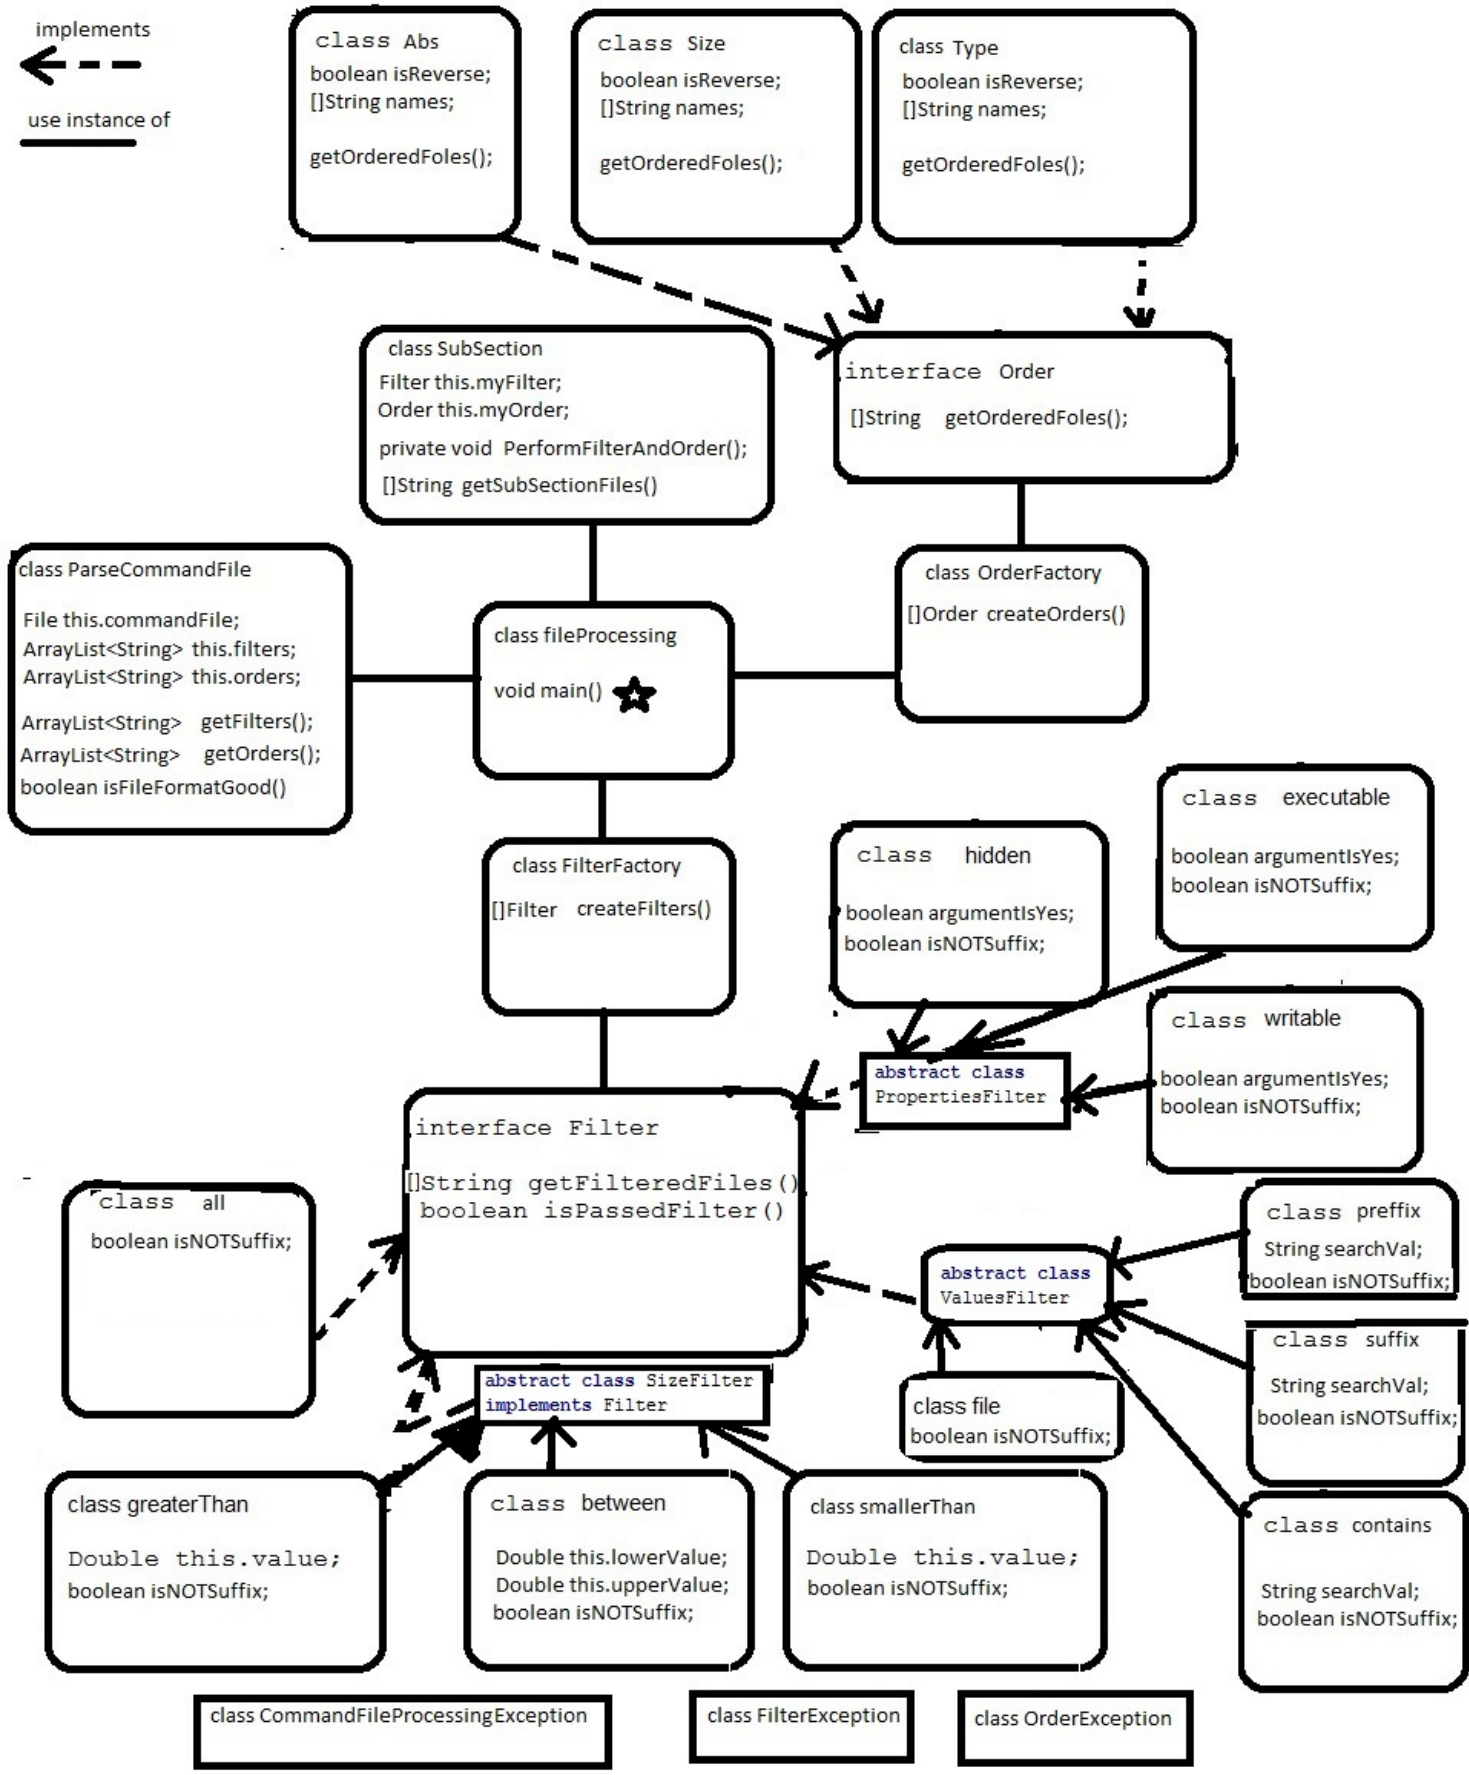 implements
use instance of
class Abs
boolean isReverse;
[]String names;
getOrderedFoles();
class Size
boolean isReverse;
[]String names;
getOrderedFoles();
class Type
boolean isReverse;
[]String names;
getOrderedFoles();
class SubSection
Filter this.myFilter;
Order this.myOrder;
private void PerformFilterAndOrder();
[]String getSubSectionFiles()
interface Order
[]String getOrderedFoles();
class ParseCommandFile
File this.commandFile;
ArrayList<String> this.filters;
ArrayList<String> this.orders;
ArrayList<String> getFilters();
ArrayList<String> getOrders();
boolean isFileFormatGood()
class fileProcessing
void main()
class OrderFactory
[]Order createOrders()
class FilterFactory
[]Filter createFilters()
class hidden
boolean argumentIsYes;
boolean isNOTSuffix;
class executable
boolean argumentIsYes;
boolean isNOTSuffix;
class writable
boolean argumentIsYes;
boolean isNOTSuffix;
abstract class
PropertiesFilter
interface Filter
[]String getFilteredFiles()
boolean isPassedFilter()
class all
boolean isNOTSuffix;
abstract class
ValuesFilter
class preffix
String searchVal;
boolean isNOTSuffix;
class suffix
String searchVal;
boolean isNOTSuffix;
class file
boolean isNOTSuffix;
class contains
String searchVal;
boolean isNOTSuffix;
abstract class SizeFilter
implements Filter
class greaterThan
Double this.value;
boolean isNOTSuffix;
class between
Double this.lowerValue;
Double this.upperValue;
boolean isNOTSuffix;
class smallerThan
Double this.value;
boolean isNOTSuffix;
class CommandFileProcessingException
class FilterException
class OrderException